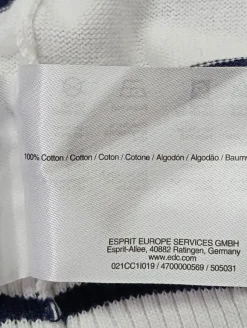 100% Cotton / Cotton / Coton / Cotone / Algodón / Algodão / Baumw
ESPRIT EUROPE SERVICES GMBH
Esprit-Allee, 40882 Ratingen, Germany
www.edc.com
021CC1I019 / 4700000569 / 505031